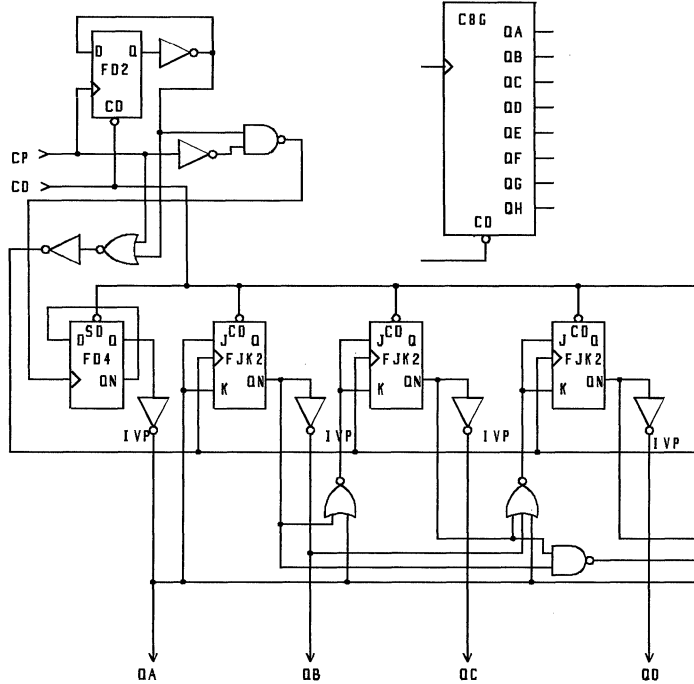 D Q
FD2
CD
CP
CD
C8G
QA
QB
QC
QD
QE
QF
QG
QH
CD
SD
D Q
FD4
QN
CD
J Q
FJK2
QN
K
CD
J Q
FJK2
QN
K
CD
J Q
FJK2
QN
K
IVP
IVP
IVP
IVP
QA
QB
QC
QD